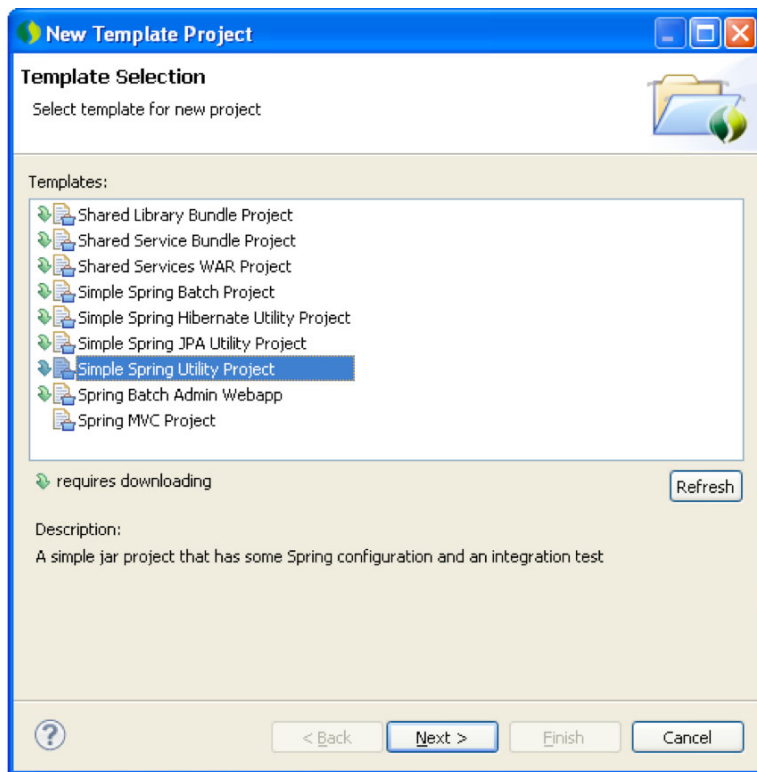 New Template Project
Template Selection
Select template for new project
Templates:
Shared Library Bundle Project
Shared Service Bundle Project
Shared Services WAR Project
Simple Spring Batch Project
Simple Spring Hibernate Utility Project
Simple Spring JPA Utility Project
Simple Spring Utility Project
Spring Batch Admin Webapp
Spring MVC Project
requires downloading
Refresh
Description:
A simple jar project that has some Spring configuration and an integration test
? < Back Next > Finish Cancel